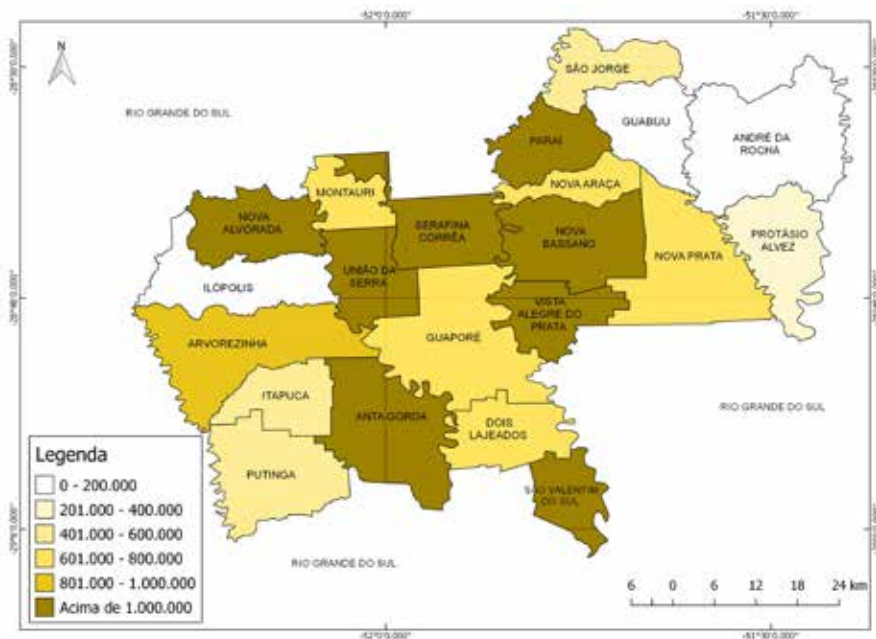 -52°0'0.000"
-51°30'0.000"
N
SÃO JORGE
RIO GRANDE DO SUL
GUABIJU
ANDRÉ DA
ROCHA
PARAÍ
MONTAURI
NOVA ARAÇA
NOVA
ALVORADA
SERAFINA
CORRÊA
NOVA
BASSANO
PROTÁSIO
ALVEZ
NOVA PRATA
UNIÃO DA
SERRA
ILÓPOLIS
VISTA
ALEGRE DO
PRATA
GUAPORÉ
ARVOREZINHA
ITAPUCA
ANTA GORDA
RIO GRANDE DO SUL
DOIS
LAJEADOS
PUTINGA
SÃO VALENTIM
DO SUL
RIO GRANDE DO SUL
Legenda
0 - 200.000
201.000 - 400.000
401.000 - 600.000
601.000 - 800.000
801.000 - 1.000.000
Acima de 1.000.000
6 0 6 12 18 24 km
-52°0'0.000"
-51°30'0.000"